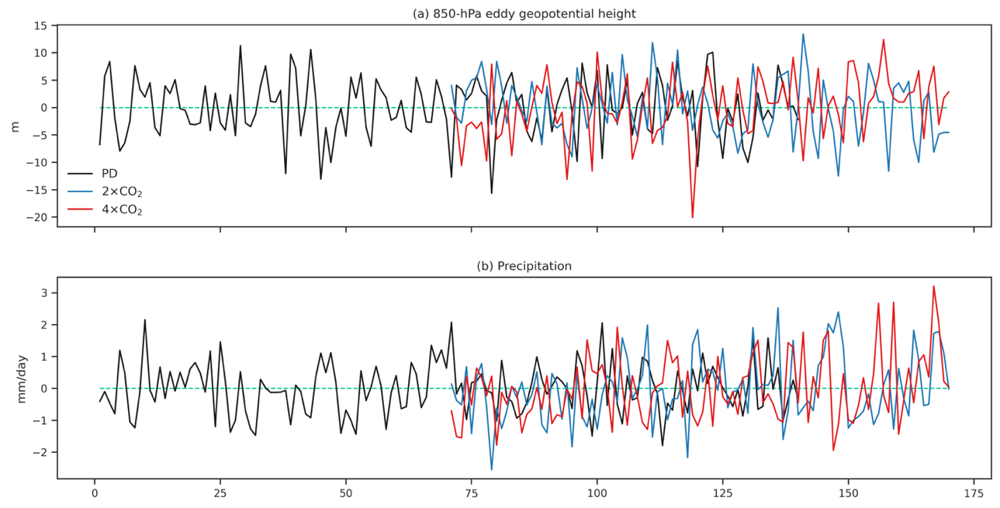 (a) 850-hPa eddy geopotential height
15
10
5
0
−5
−10
−15
−20
m
PD
2×CO₂
4×CO₂
(b) Precipitation
3
2
1
0
−1
−2
mm/day
0 25 50 75 100 125 150 175